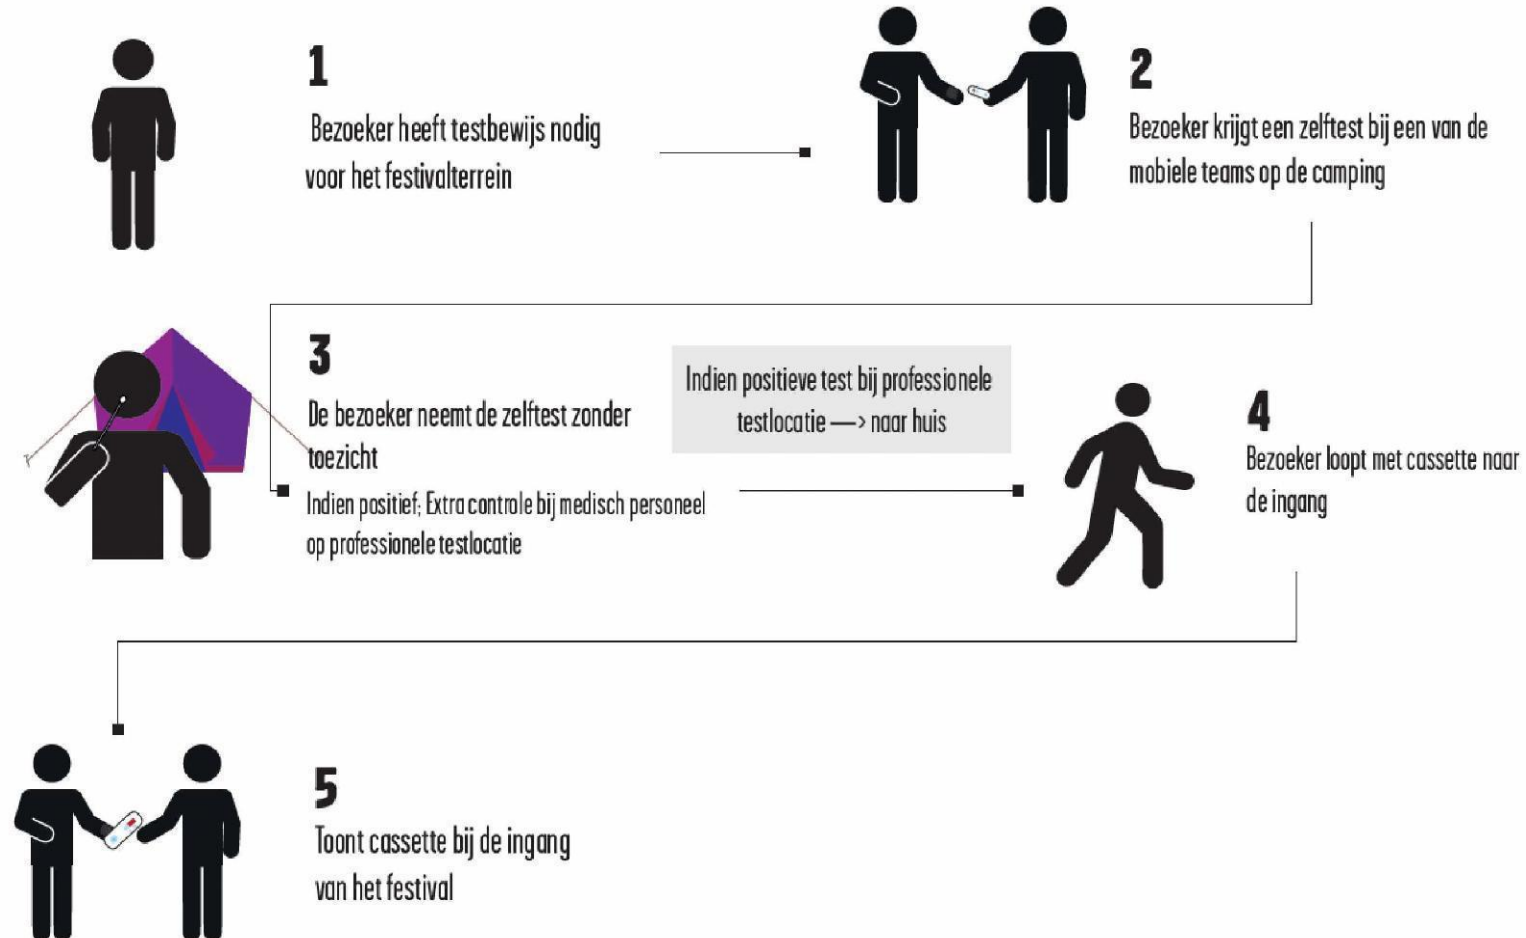 1
Bezoeker heeft testbewijs nodig
voor het festivalterrein
2
Bezoeker krijgt een zelftest bij een van de
mobiele teams op de camping
3
De bezoeker neemt de zelftest zonder
toezicht
Indien positief; Extra controle bij medisch personeel
op professionele testlocatie
Indien positieve test bij professionele
testlocatie —> naar huis
4
Bezoeker loopt met cassette naar
de ingang
5
Toont cassette bij de ingang
van het festival